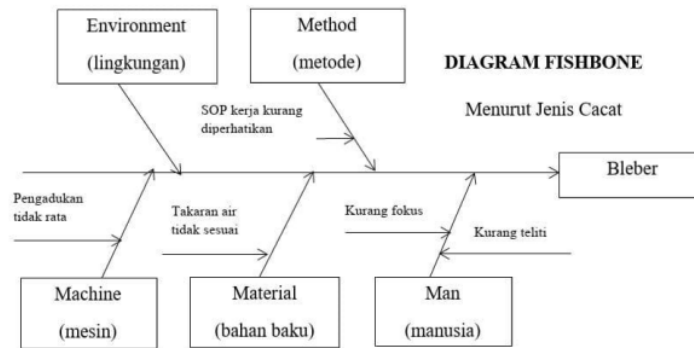 Environment
(lingkungan)
Method
(metode)
DIAGRAM FISHBONE
Menurut Jenis Cacat
SOP kerja kurang
diperhatikan
Bleber
Pengadukan
tidak rata
Takaran air
tidak sesuai
Kurang fokus
Kurang teliti
Machine
(mesin)
Material
(bahan baku)
Man
(manusia)